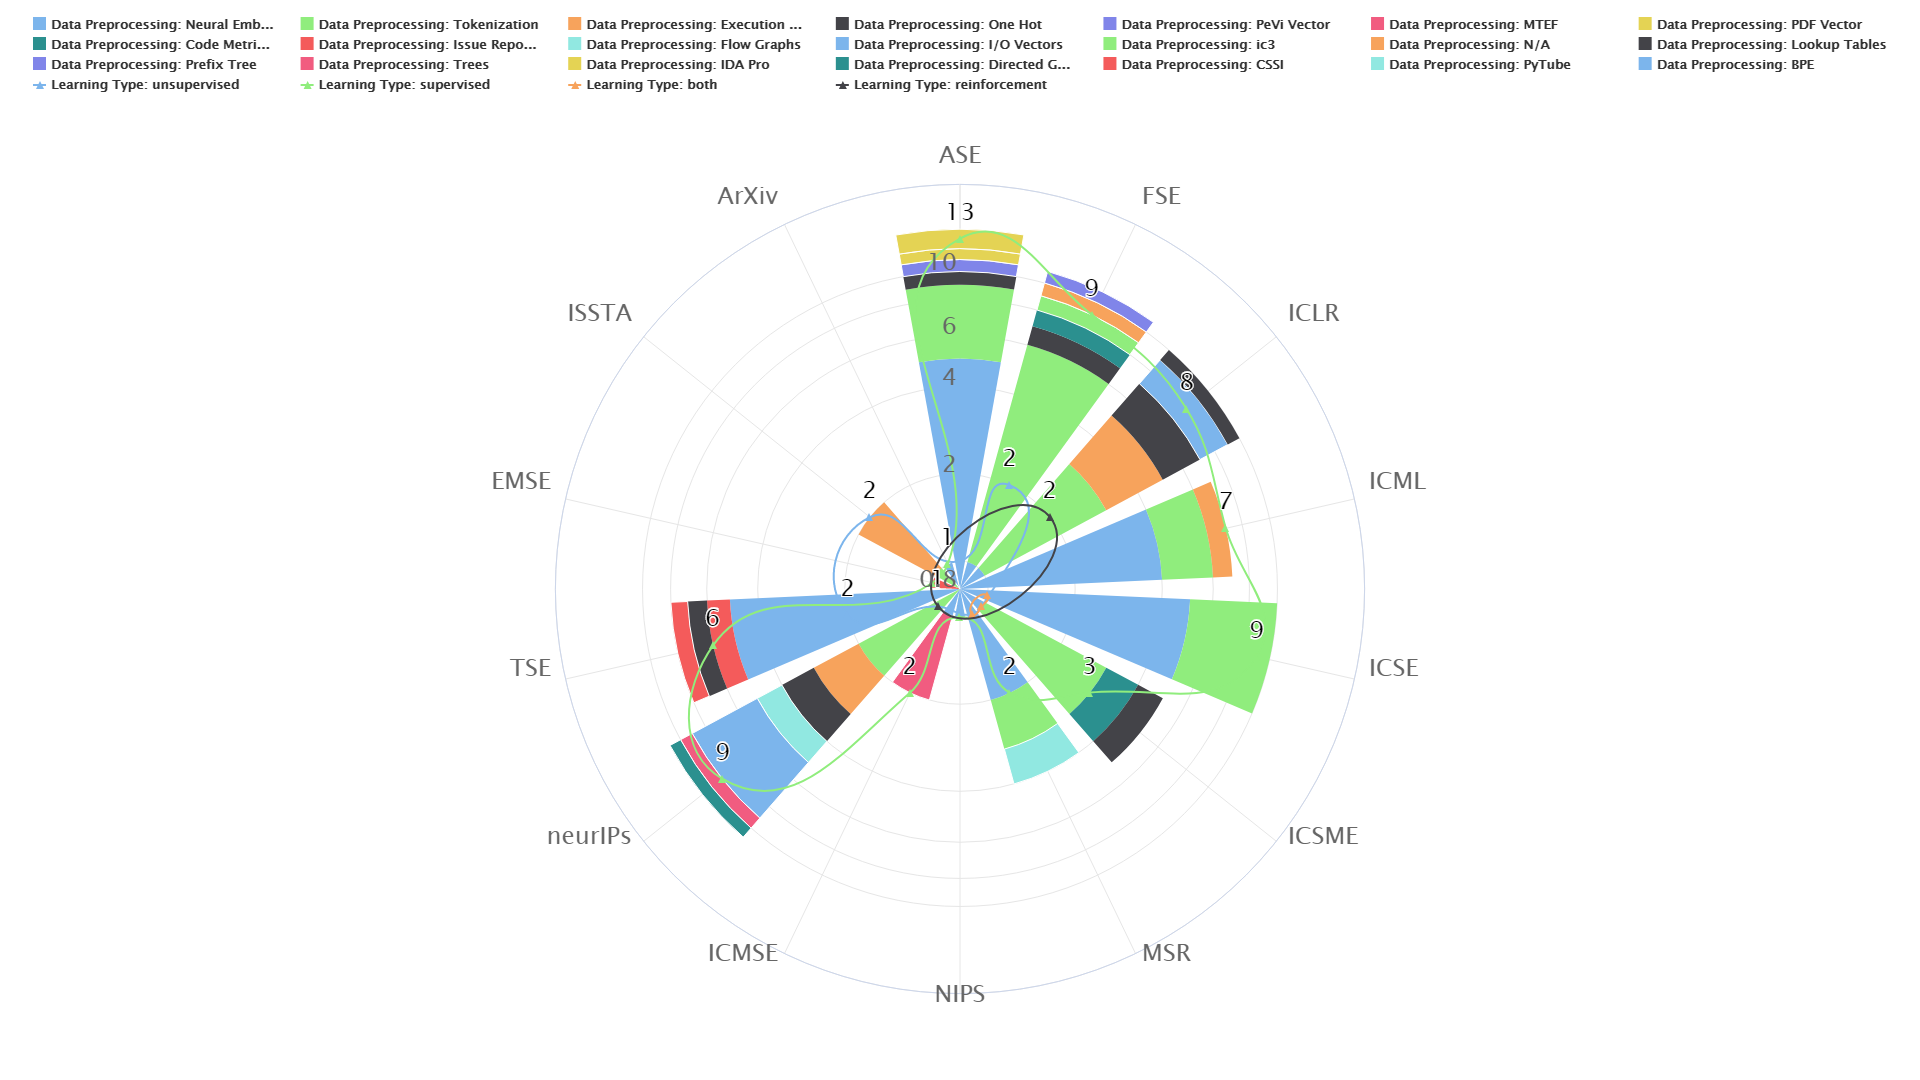 Data Preprocessing: Neural Emb...
Data Preprocessing: Tokenization
Data Preprocessing: Execution ...
Data Preprocessing: One Hot
Data Preprocessing: PeVi Vector
Data Preprocessing: MTEF
Data Preprocessing: PDF Vector
Data Preprocessing: Code Metri...
Data Preprocessing: Issue Repo...
Data Preprocessing: Flow Graphs
Data Preprocessing: I/O Vectors
Data Preprocessing: ic3
Data Preprocessing: N/A
Data Preprocessing: Lookup Tables
Data Preprocessing: Prefix Tree
Data Preprocessing: Trees
Data Preprocessing: IDA Pro
Data Preprocessing: Directed G...
Data Preprocessing: CSSI
Data Preprocessing: PyTube
Data Preprocessing: BPE
Learning Type: unsupervised
Learning Type: supervised
Learning Type: both
Learning Type: reinforcement
ASE
ArXiv
FSE
13
10
9
ISSTA
ICLR
6
4
8
2
2
EMSE
ICML
2
2
7
1
0
8
2
TSE
6
9
ICSE
2
2
3
9
neurIPs
ICSME
ICMSE
MSR
NIPS